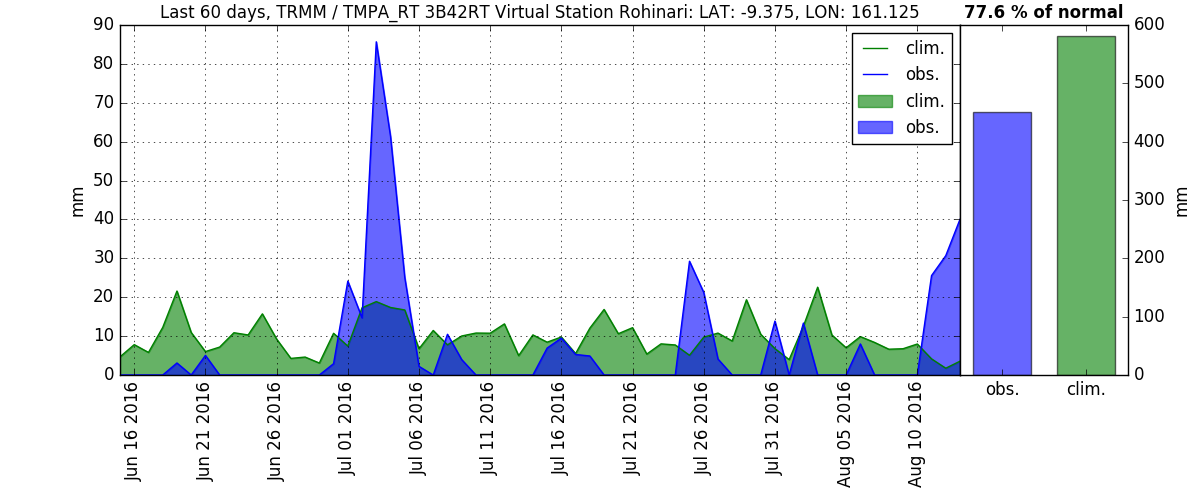 Last 60 days, TRMM / TMPA_RT 3B42RT Virtual Station Rohinari: LAT: -9.375, LON: 161.125
77.6 % of normal
90
80
70
60
50
40
30
20
10
0
mm
clim.
obs.
clim.
obs.
Jun 16 2016
Jun 21 2016
Jun 26 2016
Jul 01 2016
Jul 06 2016
Jul 11 2016
Jul 16 2016
Jul 21 2016
Jul 26 2016
Jul 31 2016
Aug 05 2016
Aug 10 2016
600
500
400
300
200
100
0
mm
obs.
clim.